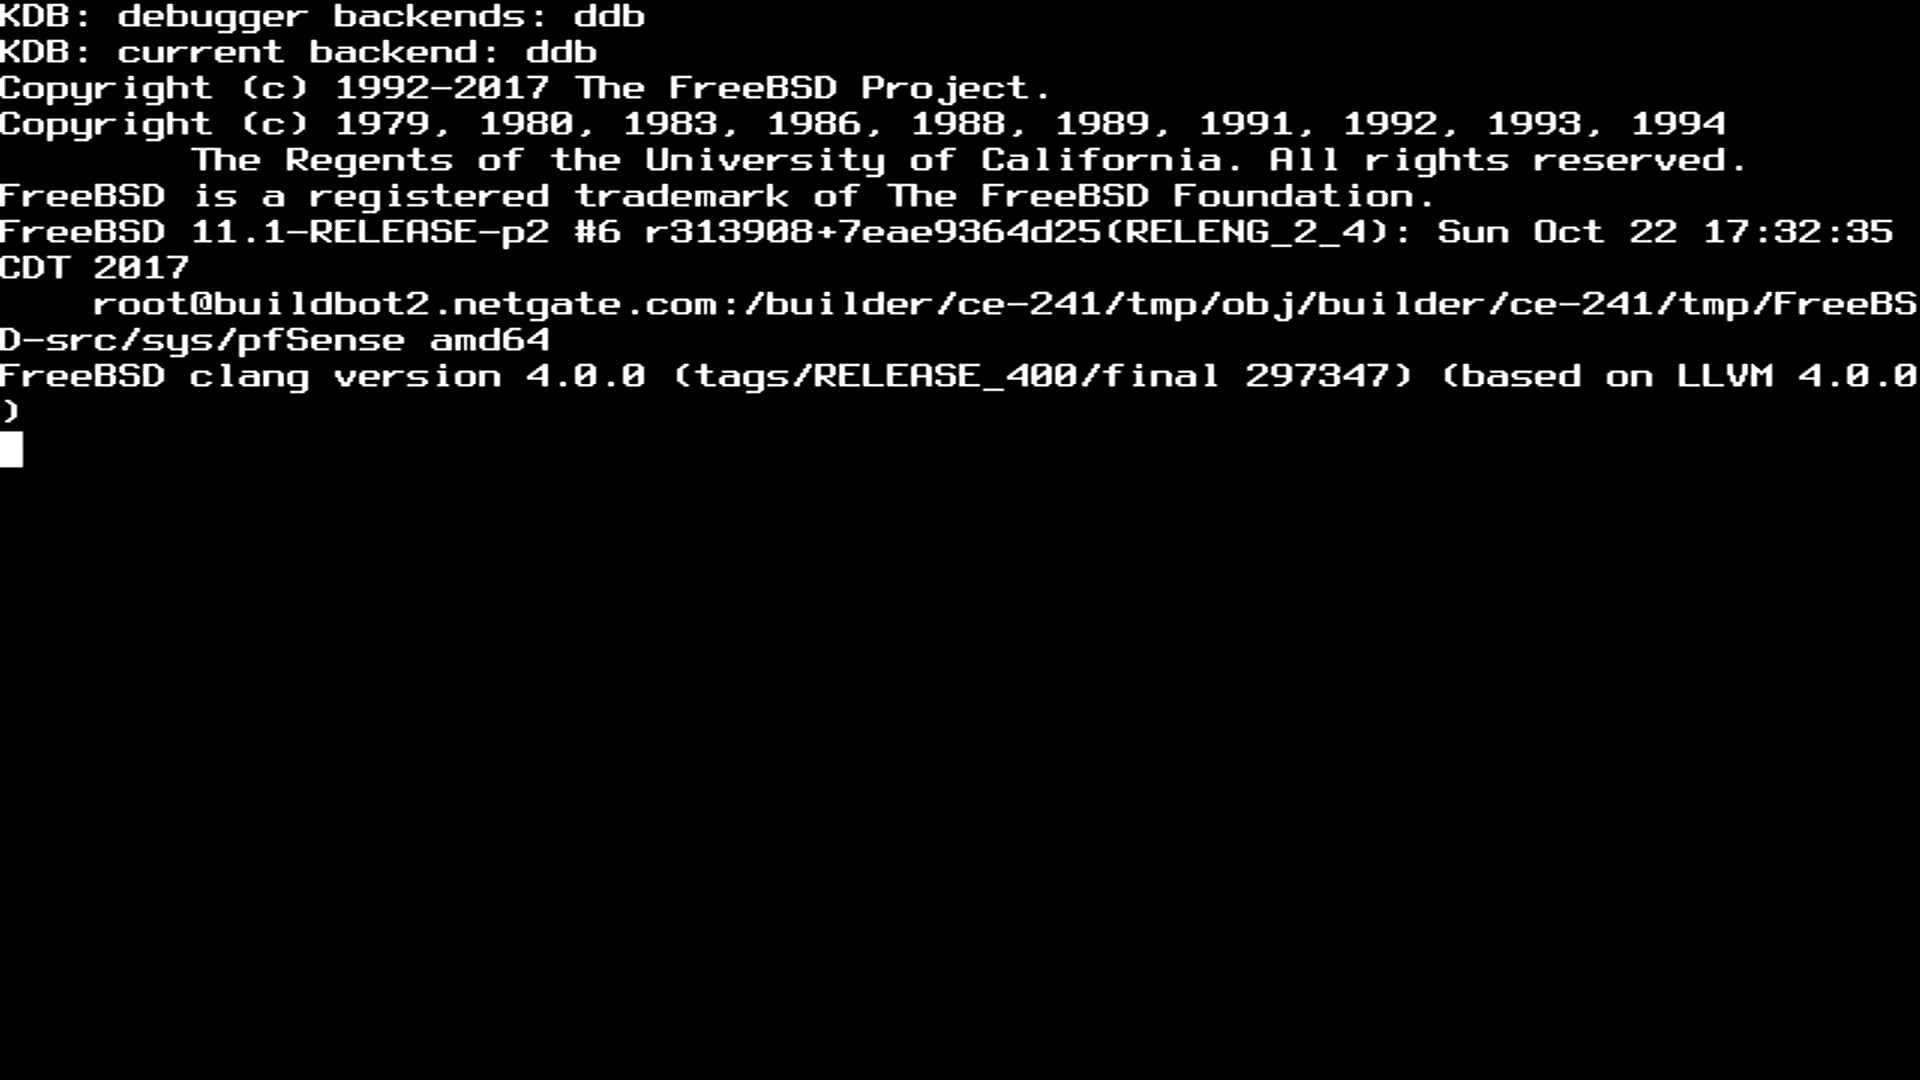 KDB: debugger backends: ddb
KDB: current backend: ddb
Copyright (c) 1992-2017 The FreeBSD Project.
Copyright (c) 1979, 1980, 1983, 1986, 1988, 1989, 1991, 1992, 1993, 1994
        The Regents of the University of California. All rights reserved.
FreeBSD is a registered trademark of The FreeBSD Foundation.
FreeBSD 11.1-RELEASE-p2 #6 r313908+7eae9364d25(RELENG_2_4): Sun Oct 22 17:32:35
CDT 2017
    root@buildbot2.netgate.com:/builder/ce-241/tmp/obj/builder/ce-241/tmp/FreeBS
D-src/sys/pfSense amd64
FreeBSD clang version 4.0.0 (tags/RELEASE_400/final 297347) (based on LLVM 4.0.0
)